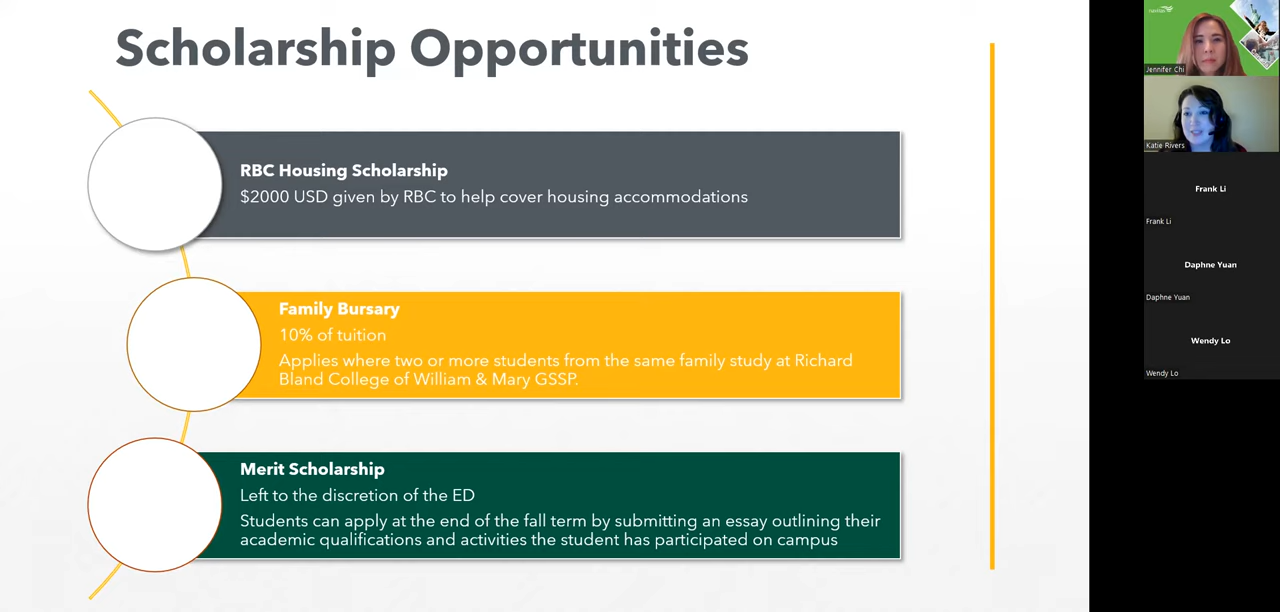 Scholarship Opportunities
RBC Housing Scholarship
$2000 USD given by RBC to help cover housing accommodations
Family Bursary
10% of tuition
Applies where two or more students from the same family study at Richard
Bland College of William & Mary GSSP.
Merit Scholarship
Left to the discretion of the ED
Students can apply at the end of the fall term by submitting an essay outlining their
academic qualifications and activities the student has participated on campus
Jennifer Chi
Katie Rivers
Frank Li
Frank Li
Daphne Yuan
Daphne Yuan
Wendy Lo
Wendy Lo